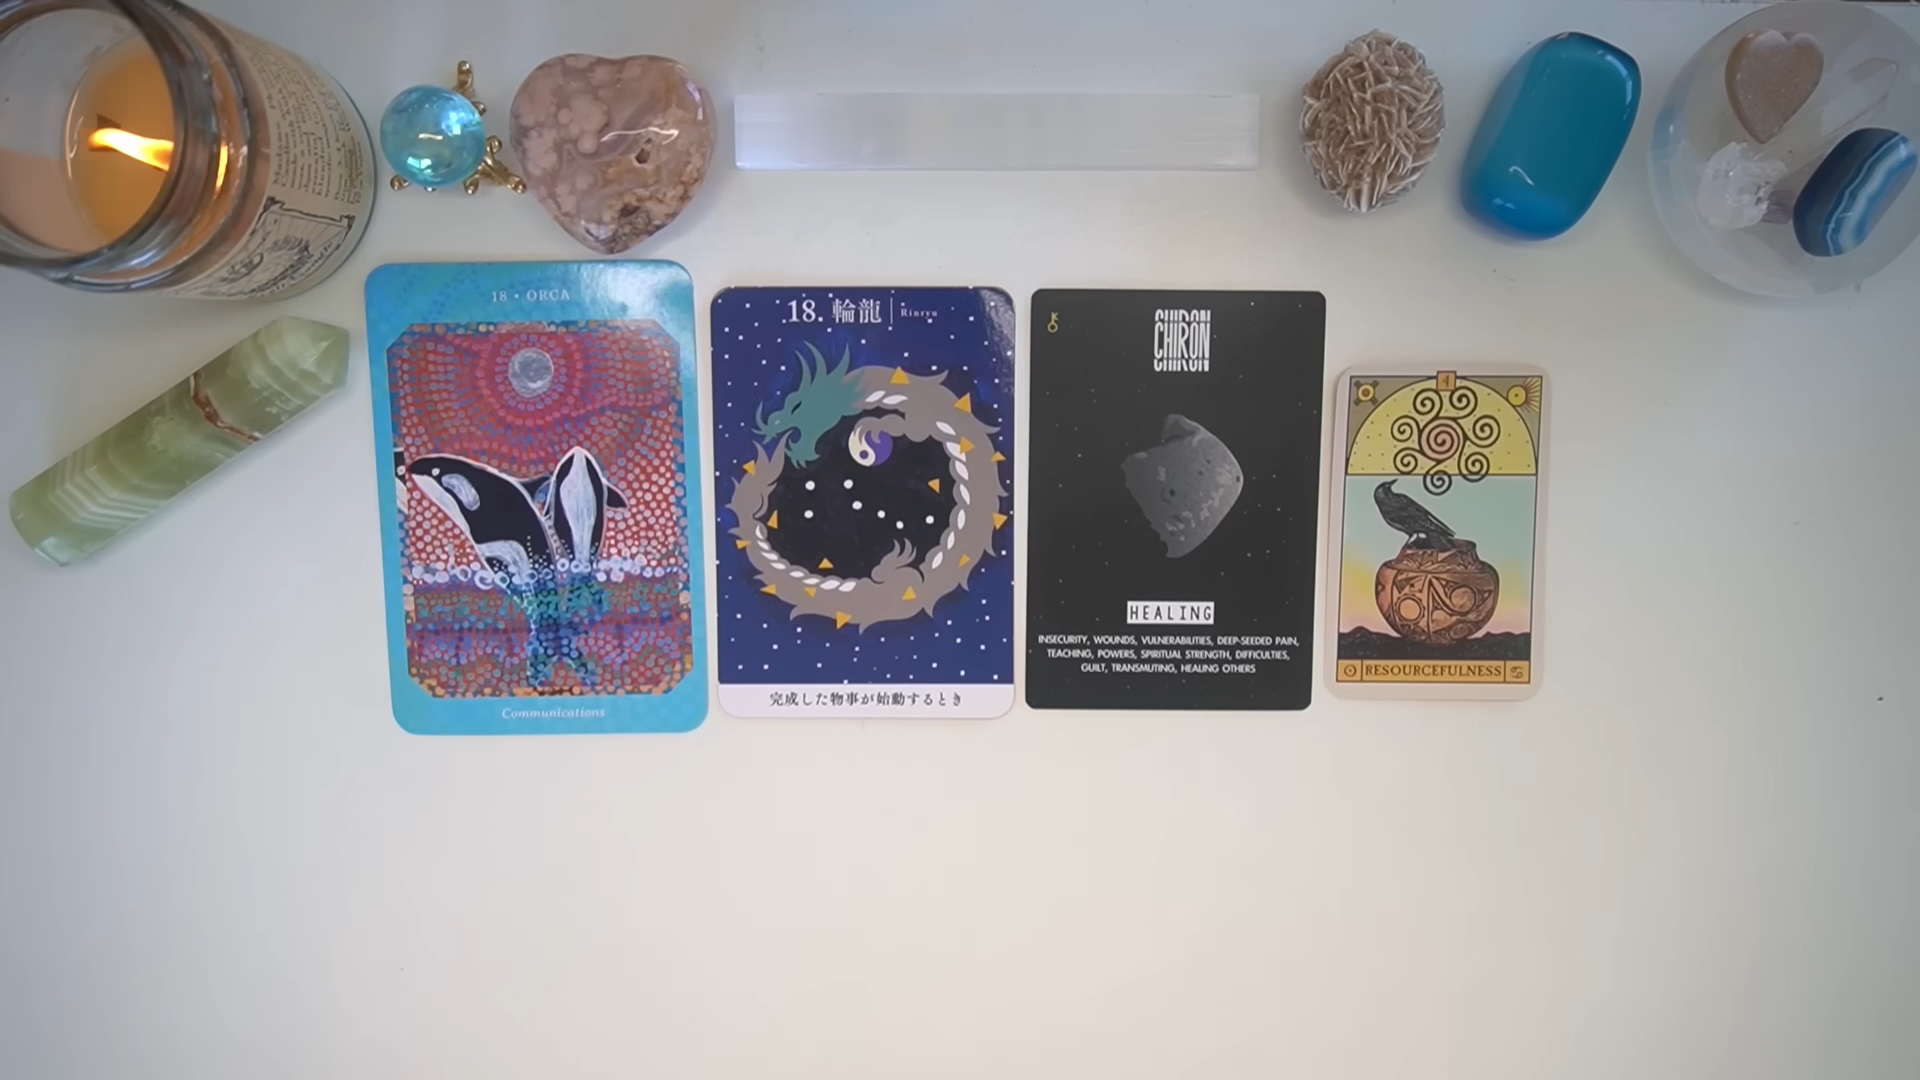 18 • ORCA
Communications
18. 輪龍 | Rinryu
完成した物事が始動するとき
CHIRON
HEALING
INSECURITY, WOUNDS, VULNERABILITIES, DEEP-SEEDED PAIN,
TEACHING, POWERS, SPIRITUAL STRENGTH, DIFFICULTIES,
GUILT, TRANSMUTING, HEALING OTHERS
4
RESOURCEFULNESS